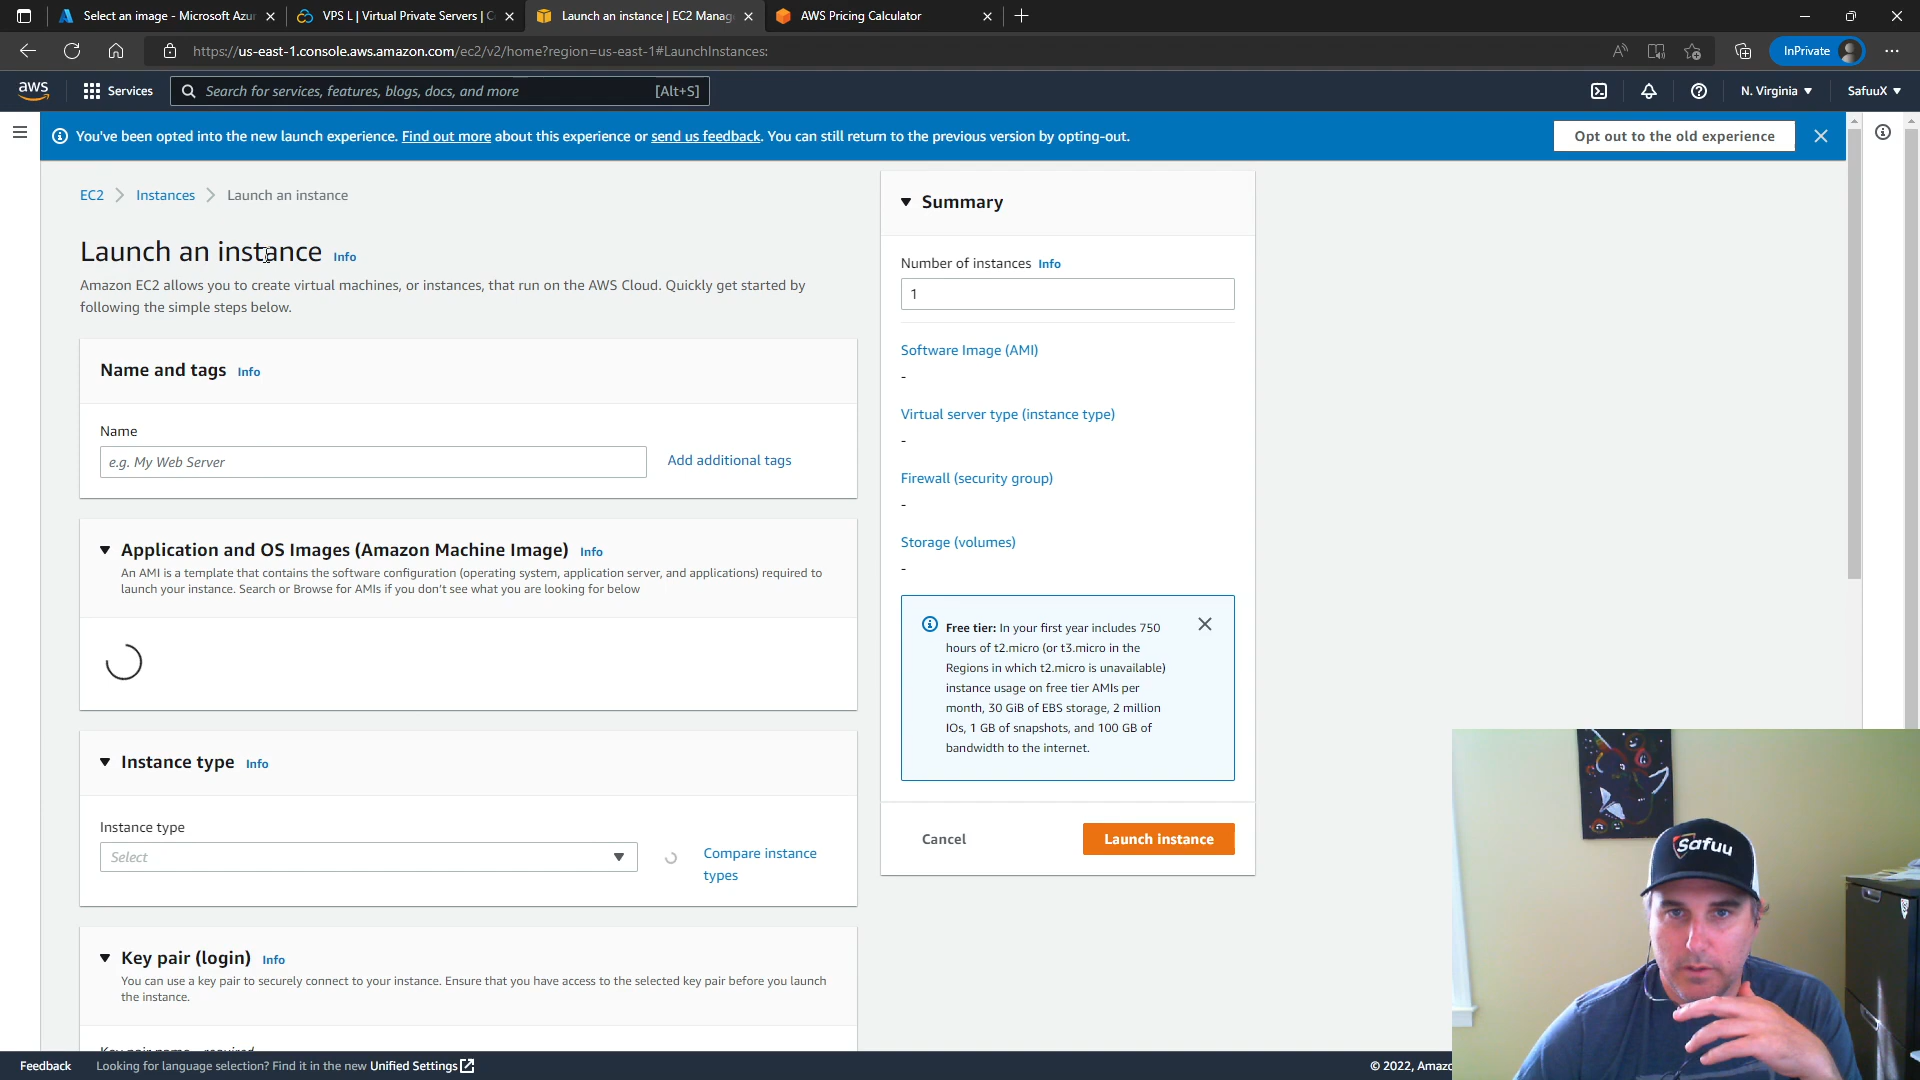 Select an image - Microsoft Azu
VPS L | Virtual Private Servers | C
Launch an instance | EC2 Manag
AWS Pricing Calculator
https://us-east-1.console.aws.amazon.com/ec2/v2/home?region=us-east-1#LaunchInstances:
InPrivate
aws
Services
Search for services, features, blogs, docs, and more
[Alt+S]
N. Virginia
SafuuX
You've been opted into the new launch experience. Find out more about this experience or send us feedback. You can still return to the previous version by opting-out.
Opt out to the old experience
EC2
Instances
Launch an instance
Launch an instance Info
Amazon EC2 allows you to create virtual machines, or instances, that run on the AWS Cloud. Quickly get started by
following the simple steps below.
Name and tags Info
Name
e.g. My Web Server
Add additional tags
Application and OS Images (Amazon Machine Image) Info
An AMI is a template that contains the software configuration (operating system, application server, and applications) required to
launch your instance. Search or Browse for AMIs if you don't see what you are looking for below
Instance type Info
Instance type
Select
Compare instance
types
Key pair (login) Info
You can use a key pair to securely connect to your instance. Ensure that you have access to the selected key pair before you launch
the instance.
Key pair name - required
Summary
Number of instances Info
1
Software Image (AMI)
-
Virtual server type (instance type)
-
Firewall (security group)
-
Storage (volumes)
-
Free tier: In your first year includes 750
hours of t2.micro (or t3.micro in the
Regions in which t2.micro is unavailable)
instance usage on free tier AMIs per
month, 30 GiB of EBS storage, 2 million
IOs, 1 GB of snapshots, and 100 GB of
bandwidth to the internet.
Cancel
Launch instance
safuu
Feedback
Looking for language selection? Find it in the new Unified Settings
© 2022, Amaz